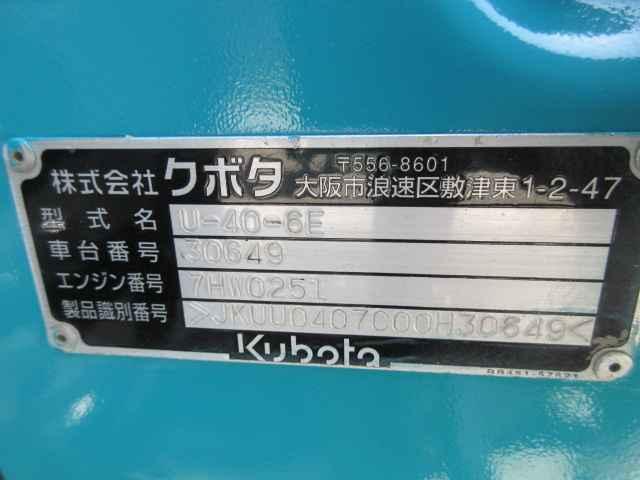 株式会社 クボタ 〒556-8601 大阪市浪速区敷津東1-2-47
型式名 U-40-6E
車台番号 30649
エンジン番号 7HW0251
製品識別番号 >JKUU0407C00H30649<
Kubota